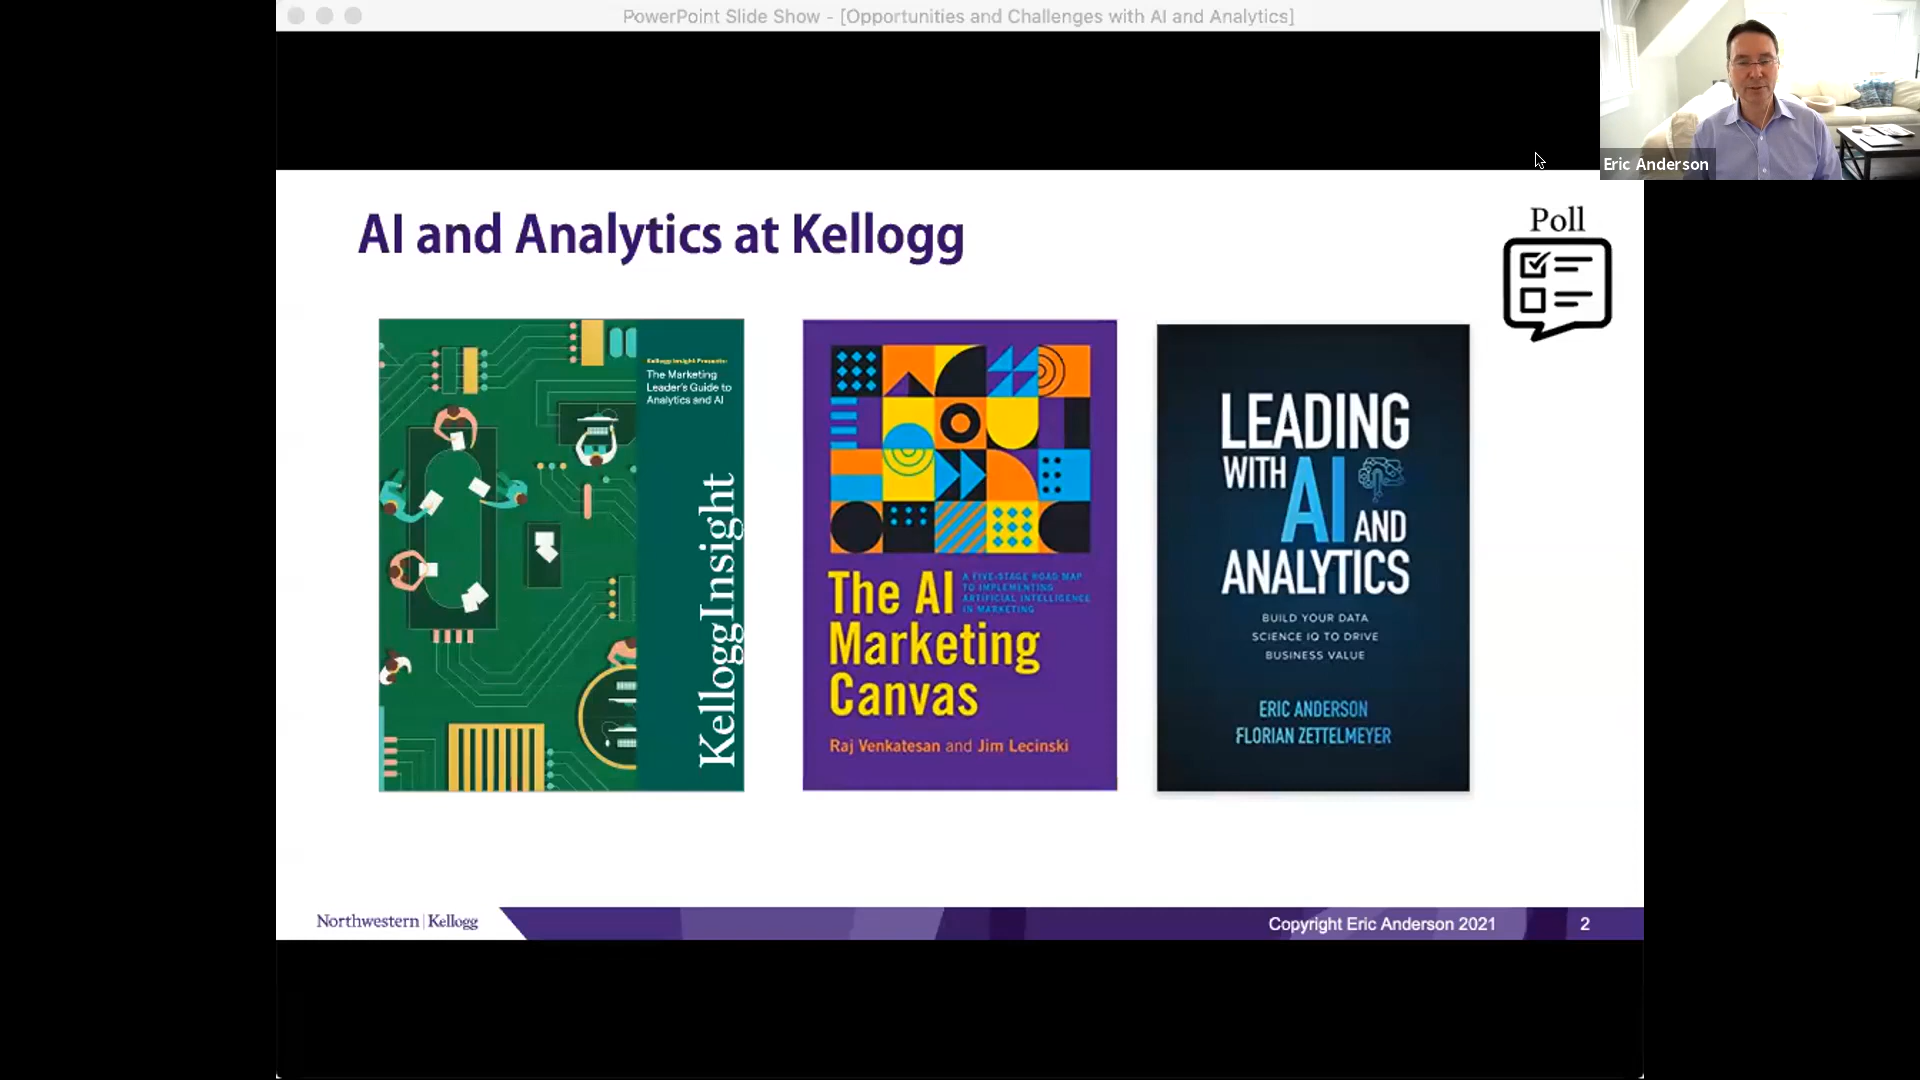 PowerPoint Slide Show - [Opportunities and Challenges with AI and Analytics]
Eric Anderson
AI and Analytics at Kellogg
Poll
Kellogg Insight Presents:
The Marketing
Leader's Guide to
Analytics and AI
KelloggInsight
The AI
A FIVE-STAGE ROAD MAP
TO IMPLEMENTING
ARTIFICIAL INTELLIGENCE
IN MARKETING
Marketing
Canvas
Raj Venkatesan and Jim Lecinski
LEADING
WITH AI AND
ANALYTICS
BUILD YOUR DATA
SCIENCE IQ TO DRIVE
BUSINESS VALUE
ERIC ANDERSON
FLORIAN ZETTELMEYER
Northwestern | Kellogg
Copyright Eric Anderson 2021
2